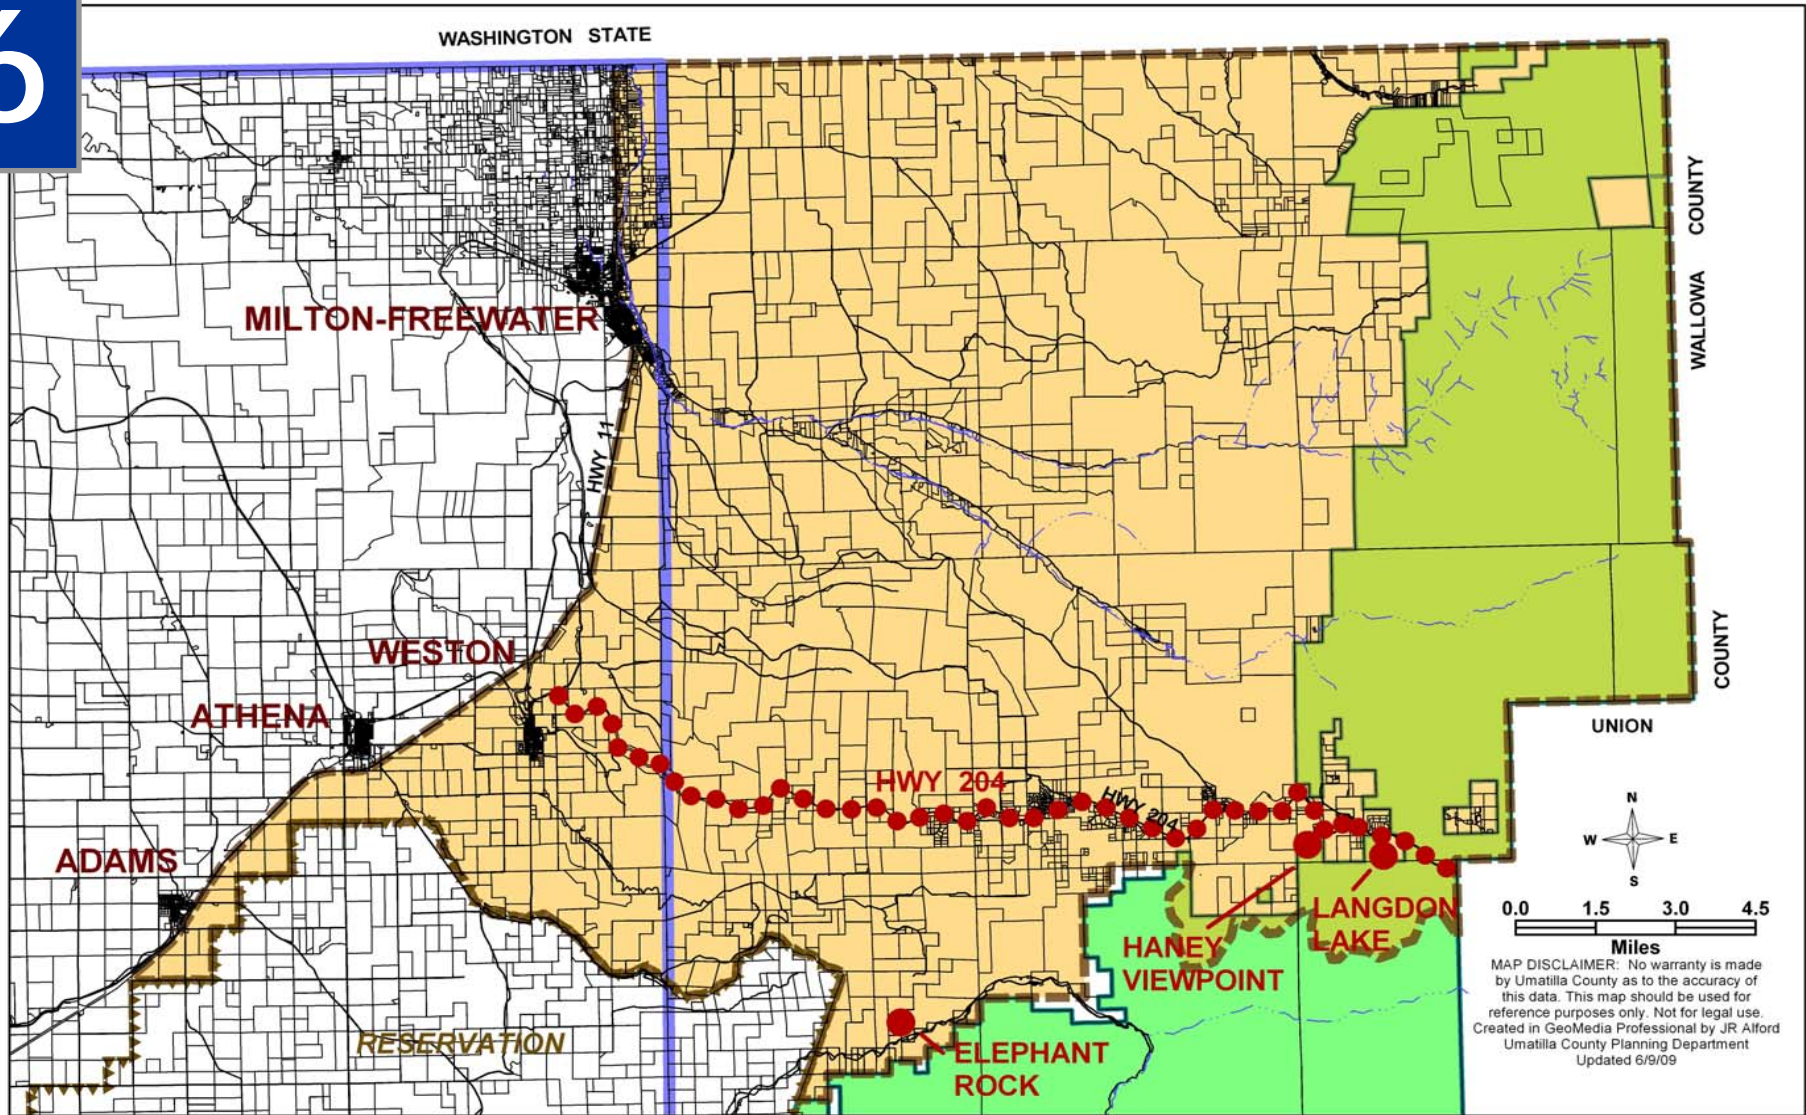 6
WASHINGTON STATE
WALLOWA COUNTY
MILTON-FREEWATER
HWY 11
WESTON
COUNTY
ATHENA
UNION
HWY 204
HWY 204
ADAMS
N
W E
S
LANGDON
LAKE
HANEY
VIEWPOINT
0.0 1.5 3.0 4.5
Miles
MAP DISCLAIMER: No warranty is made
by Umatilla County as to the accuracy of
this data. This map should be used for
reference purposes only. Not for legal use.
Created in GeoMedia Professional by JR Alford
Umatilla County Planning Department
Updated 6/9/09
RESERVATION
ELEPHANT
ROCK